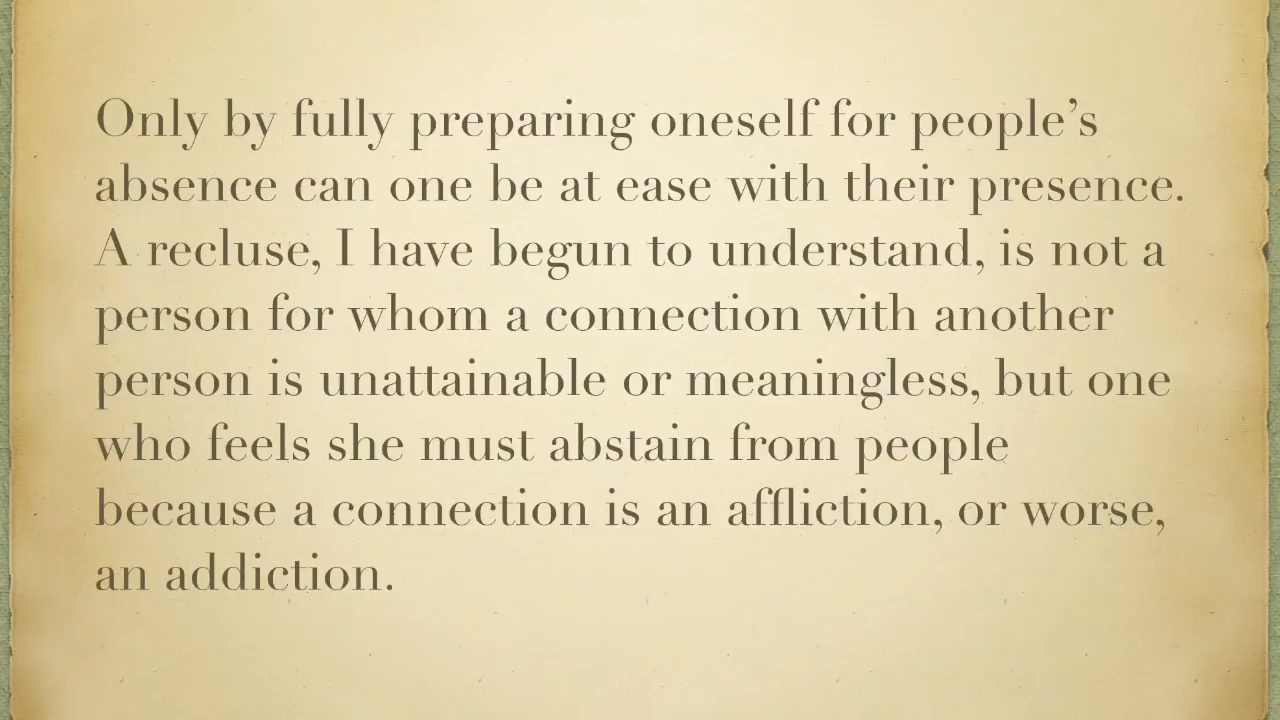 Only by fully preparing oneself for people’s
absence can one be at ease with their presence.
A recluse, I have begun to understand, is not a
person for whom a connection with another
person is unattainable or meaningless, but one
who feels she must abstain from people
because a connection is an affliction, or worse,
an addiction.